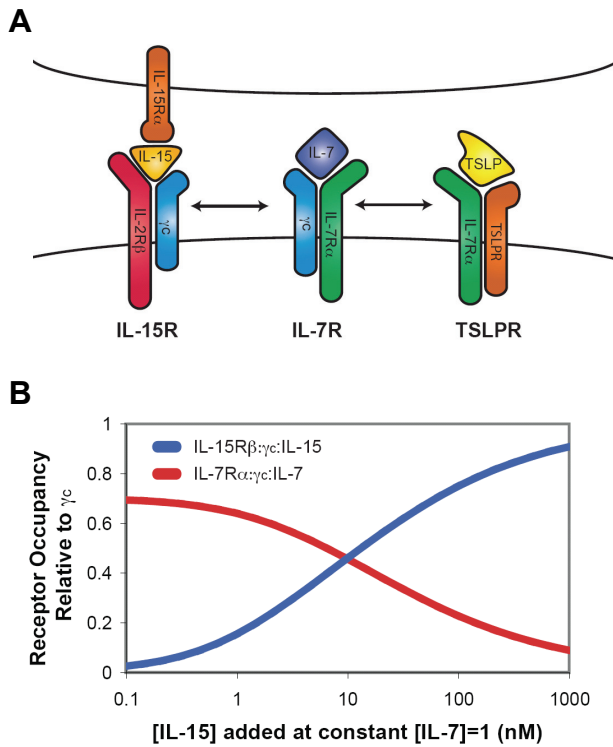 A
IL-15Rα
IL-15
IL-2Rβ
γc
IL-7
γc
IL-7Rα
TSLP
IL-7Rα
TSLPR
IL-15R
IL-7R
TSLPR
B
Receptor Occupancy
Relative to γc
1
0.8
0.6
0.4
0.2
0
IL-15Rβ:γc:IL-15
IL-7Rα:γc:IL-7
0.1
1
10
100
1000
[IL-15] added at constant [IL-7]=1 (nM)